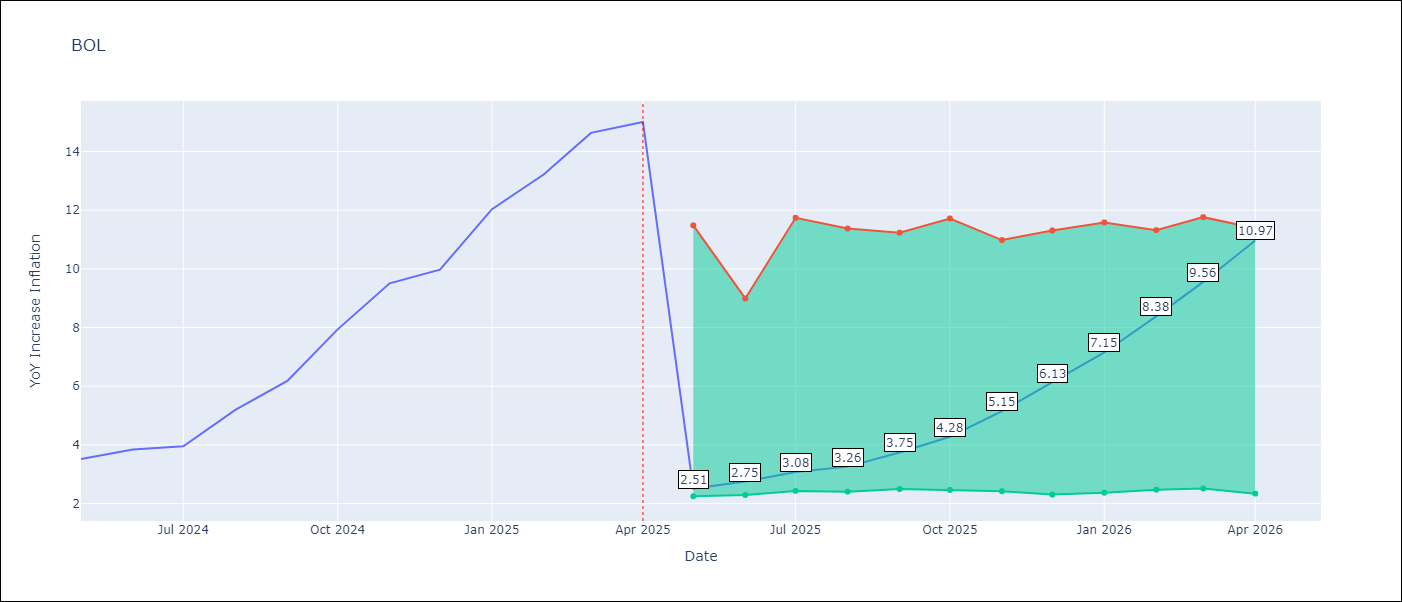 BOL
YoY Increase Inflation
14
12
10
8
6
4
2
2.51
2.75
3.08
3.26
3.75
4.28
5.15
6.13
7.15
8.38
9.56
10.97
Jul 2024
Oct 2024
Jan 2025
Apr 2025
Jul 2025
Oct 2025
Jan 2026
Apr 2026
Date